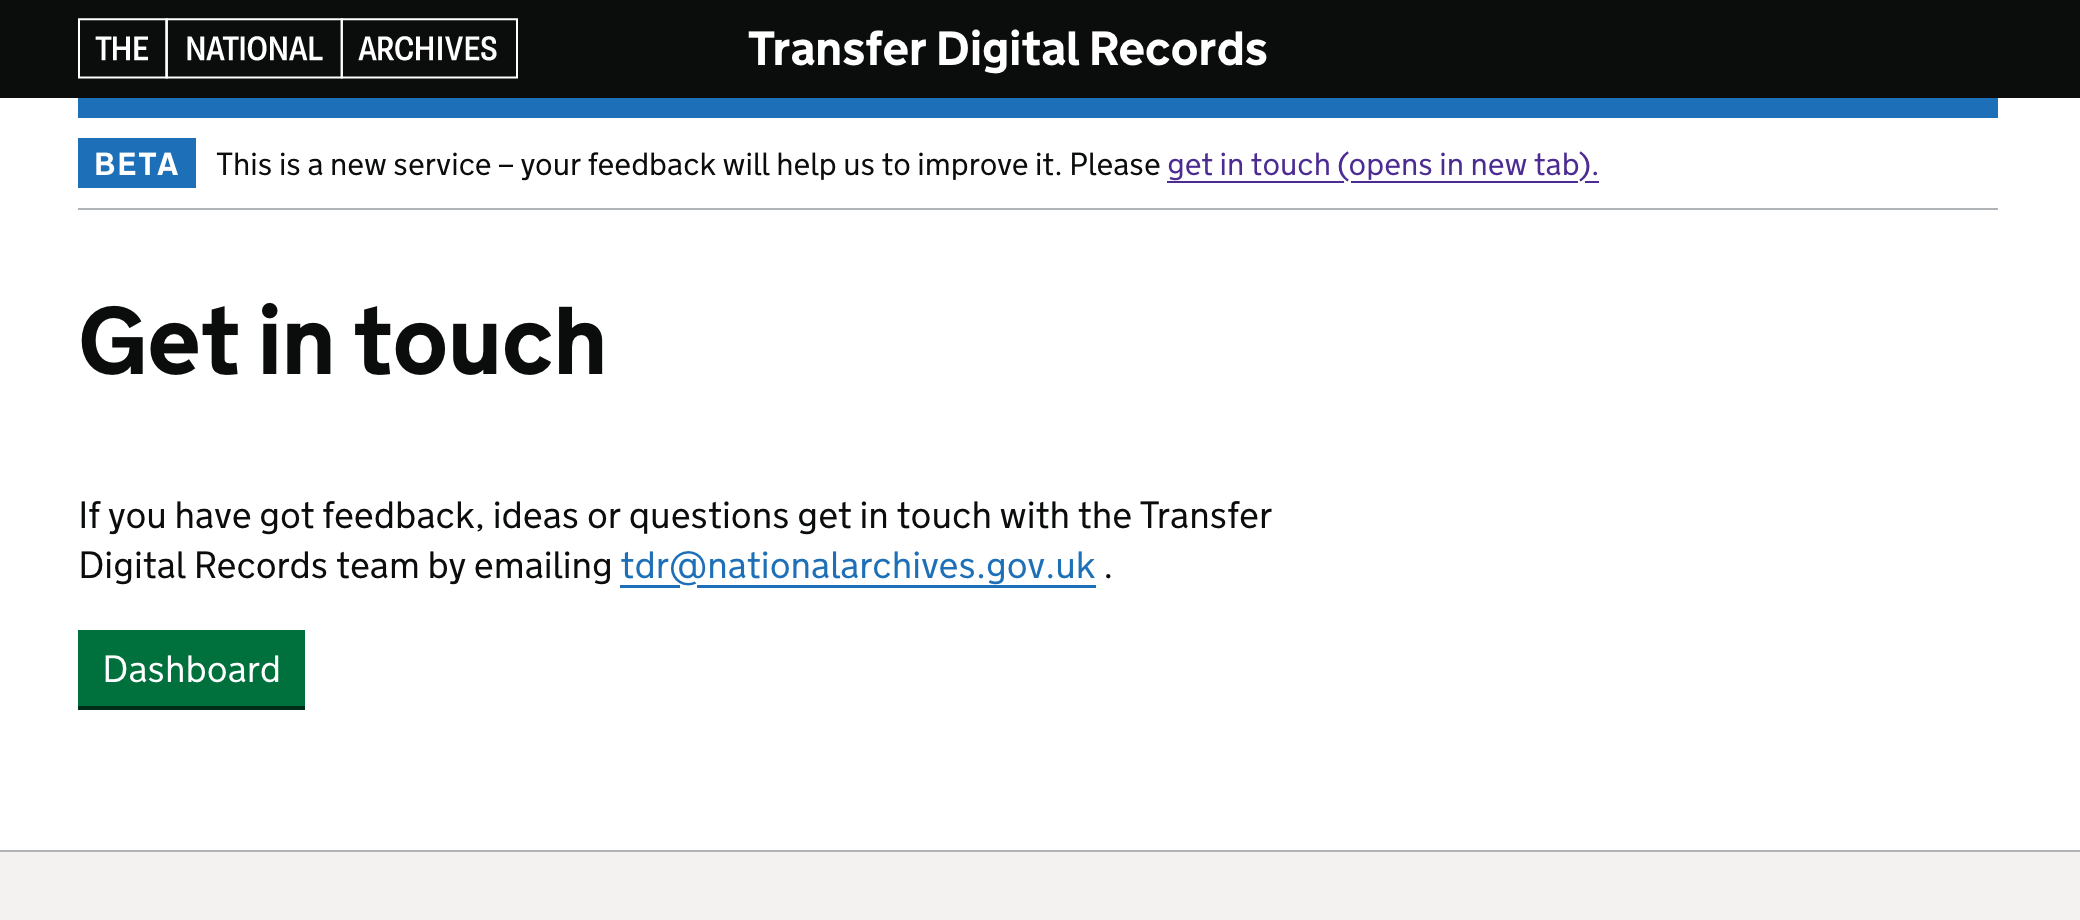 THE NATIONAL ARCHIVES
Transfer Digital Records
BETA This is a new service – your feedback will help us to improve it. Please get in touch (opens in new tab).
Get in touch
If you have got feedback, ideas or questions get in touch with the Transfer
Digital Records team by emailing tdr@nationalarchives.gov.uk .
Dashboard